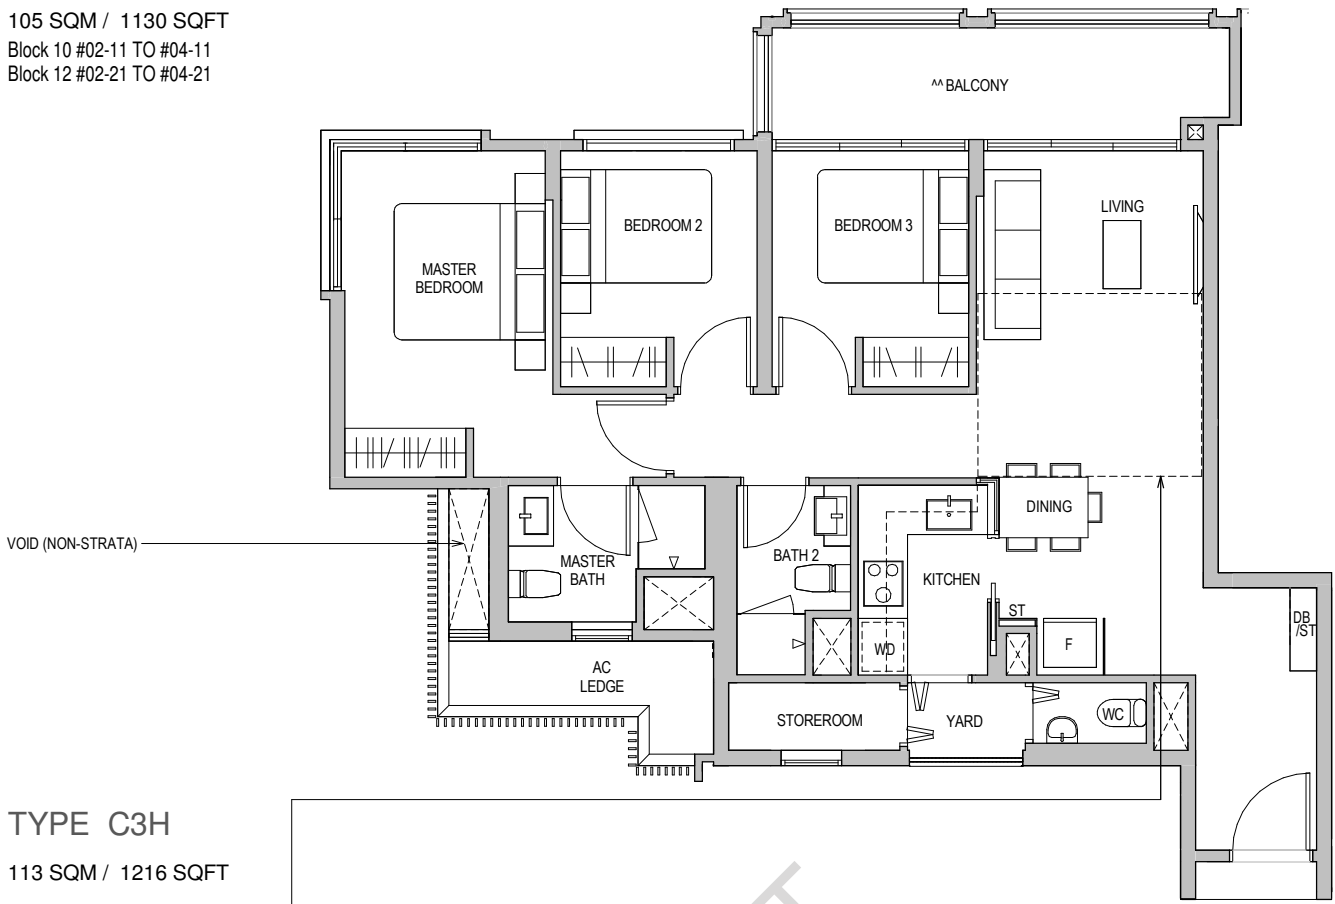 105 SQM / 1130 SQFT
Block 10 #02-11 TO #04-11
Block 12 #02-21 TO #04-21
^^ BALCONY
LIVING
BEDROOM 2
BEDROOM 3
MASTER
BEDROOM
DINING
VOID (NON-STRATA)
MASTER
BATH
BATH 2
KITCHEN
ST
DB
/ST
WD
F
AC
LEDGE
STOREROOM
YARD
WC
TYPE C3H
113 SQM / 1216 SQFT